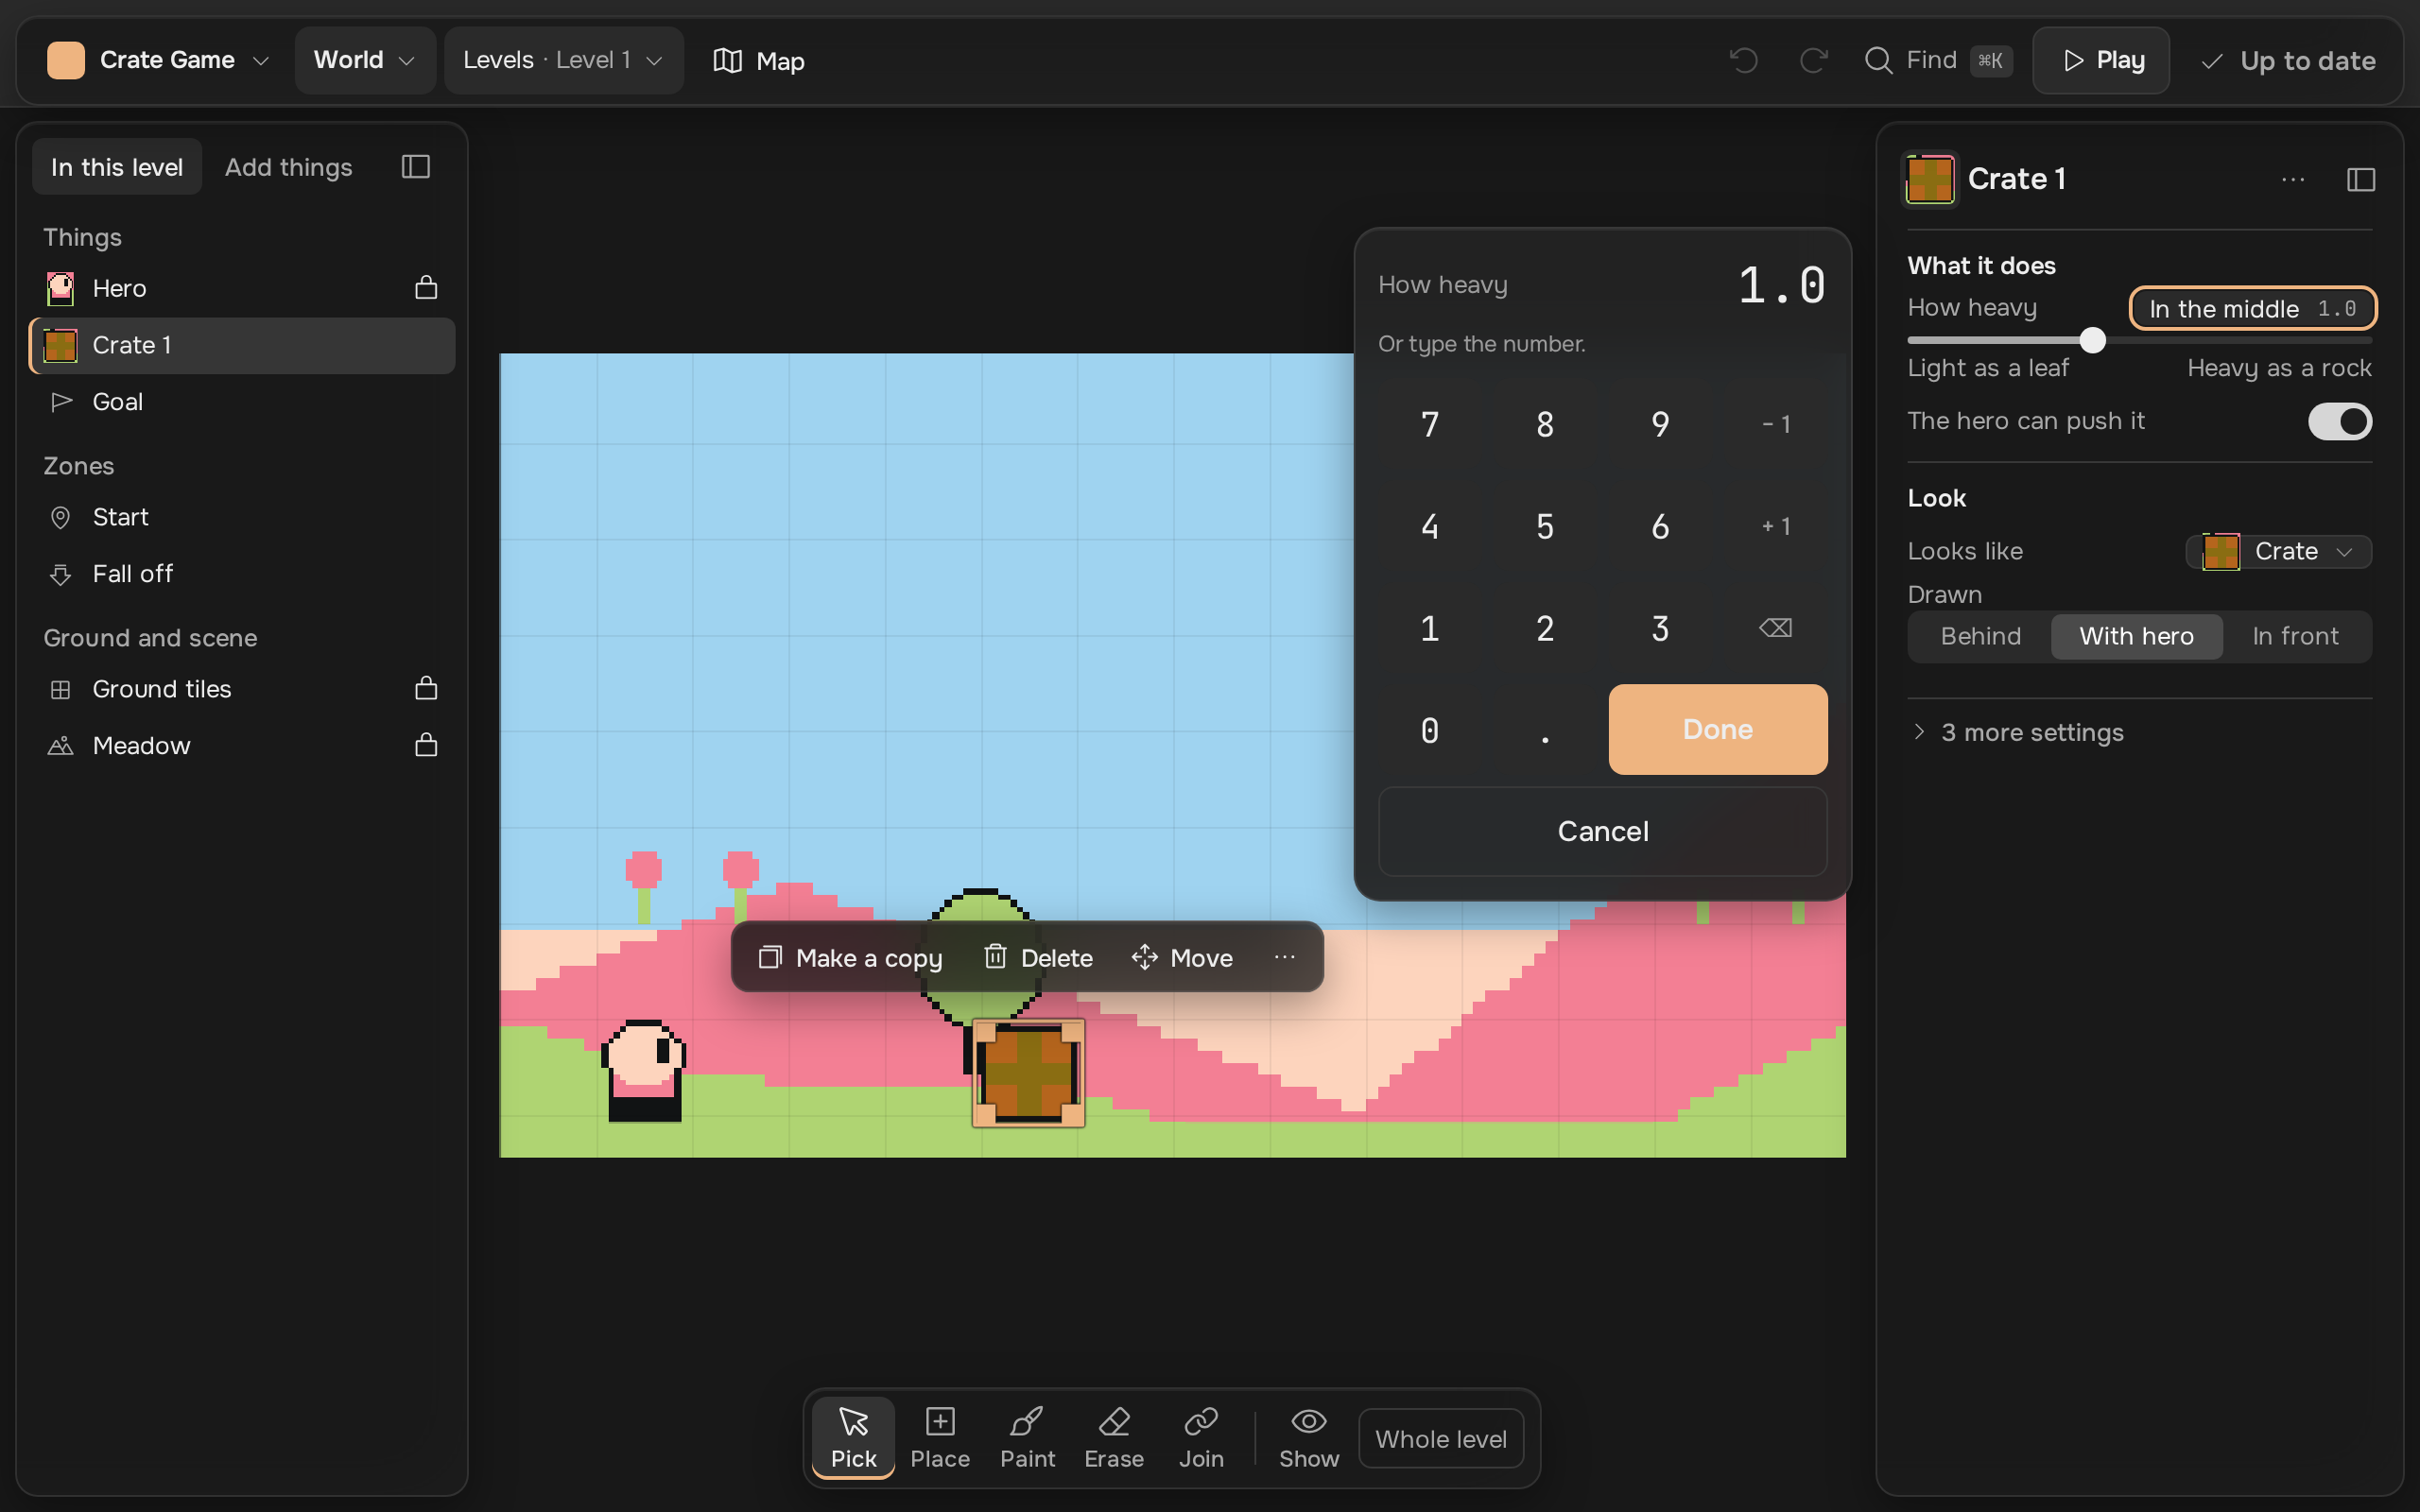 Crate Game
World
Levels · Level 1
Map
Find ⌘K
Play
Up to date
In this level
Add things
Things
Hero
Crate 1
Goal
Zones
Start
Fall off
Ground and scene
Ground tiles
Meadow
How heavy 1.0
Or type the number.
7 8 9 − 1
4 5 6 + 1
1 2 3
0 . Done
Cancel
Make a copy
Delete
Move
Pick
Place
Paint
Erase
Join
Show
Whole level
Crate 1
What it does
How heavy
In the middle 1.0
Light as a leaf
Heavy as a rock
The hero can push it
Look
Looks like
Crate
Drawn
Behind
With hero
In front
3 more settings